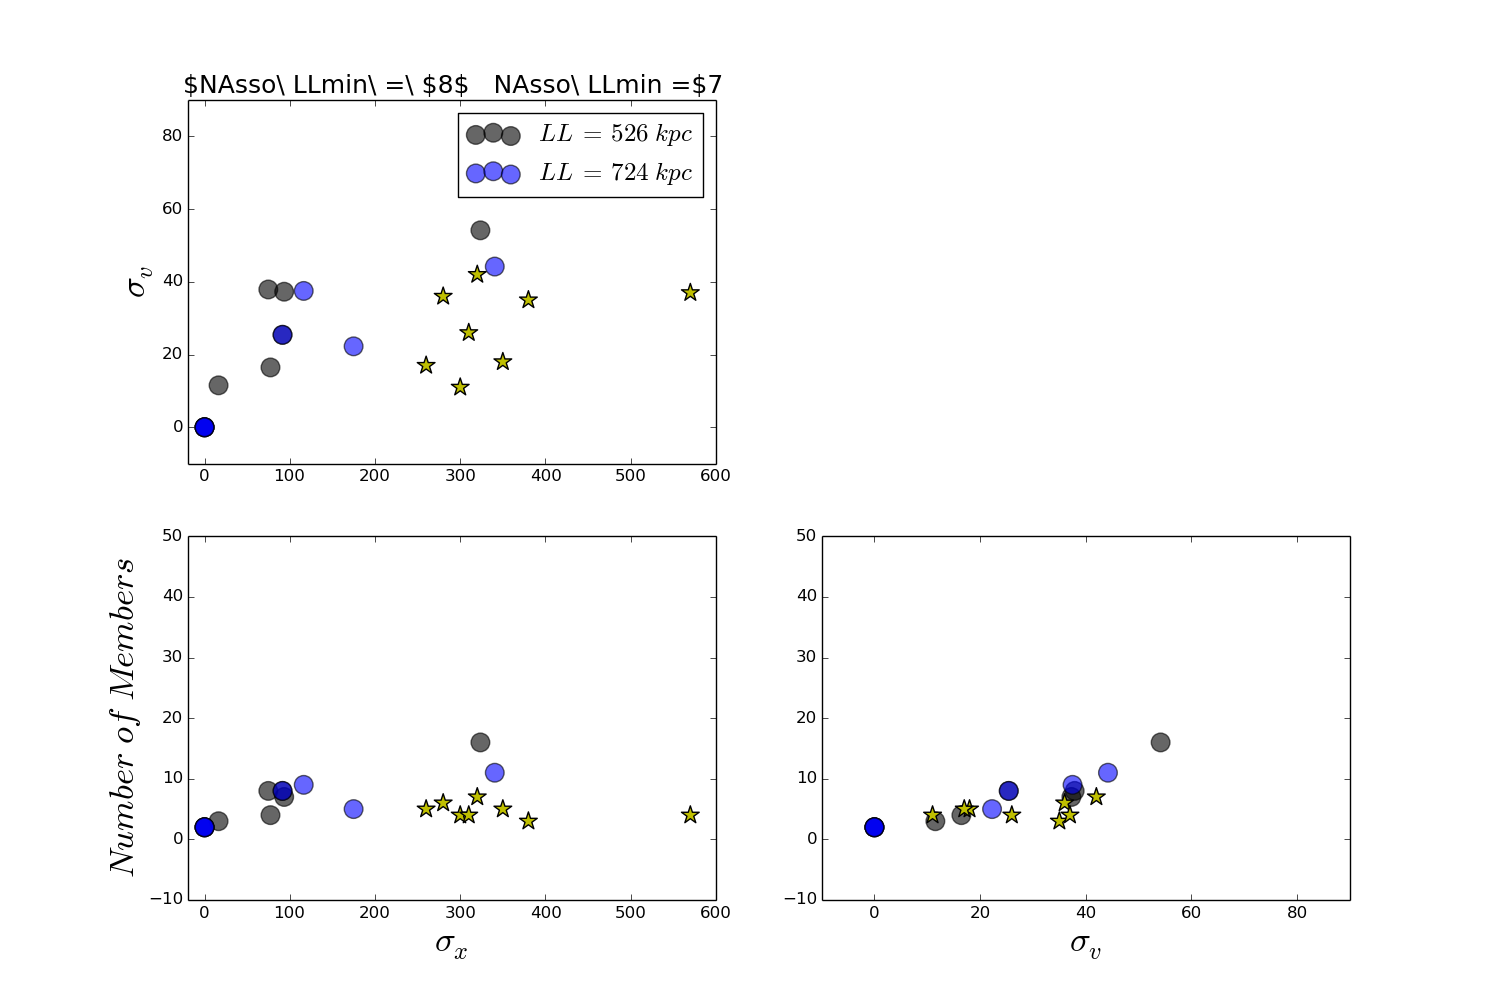 $NAsso\ LLmin\ =\ $8$   NAsso\ LLmin =$7
80
60
40
20
0
σ_v
LL = 526 kpc
LL = 724 kpc
0 100 200 300 400 500 600
50
40
30
20
10
0
−10
Number of Members
0 100 200 300 400 500 600
σ_x
50
40
30
20
10
0
−10
0 20 40 60 80
σ_v